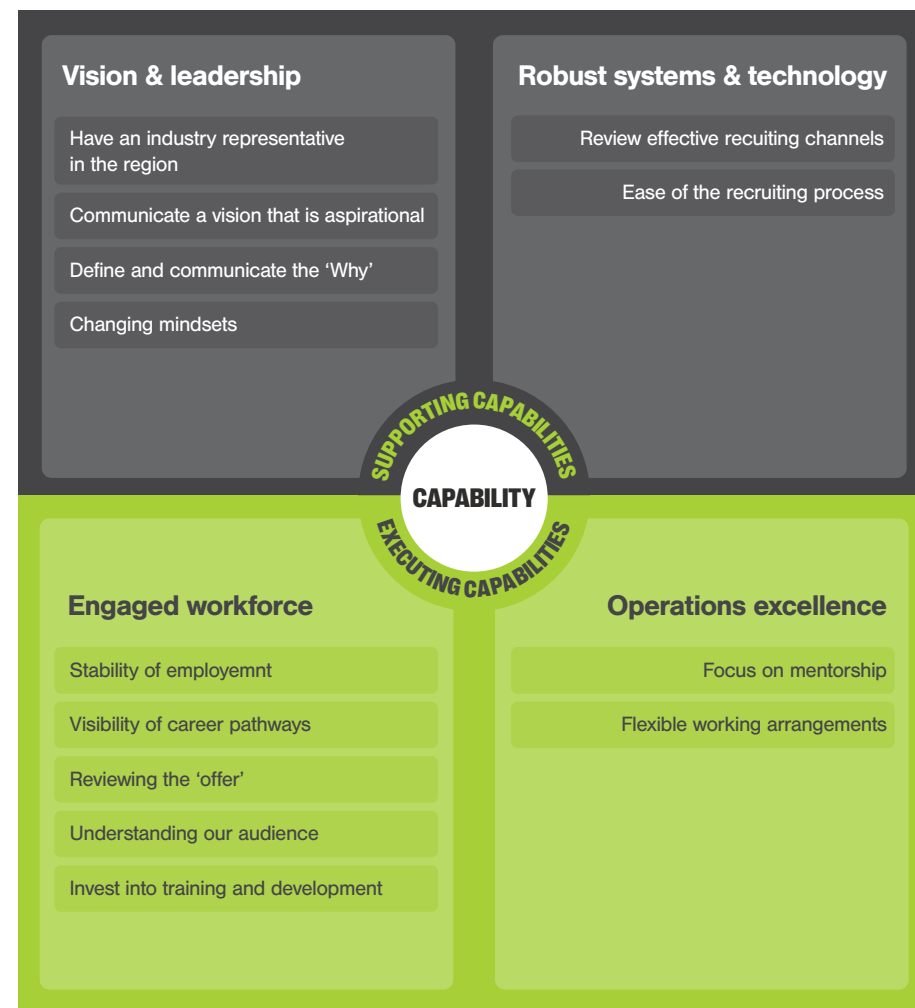 Vision & leadership
Have an industry representative
in the region
Communicate a vision that is aspirational
Define and communicate the ‘Why’
Changing mindsets
Robust systems & technology
Review effective recuiting channels
Ease of the recruiting process
SUPPORTING CAPABILITIES
CAPABILITY
EXECUTING CAPABILITIES
Engaged workforce
Stability of employemnt
Visibility of career pathways
Reviewing the ‘offer’
Understanding our audience
Invest into training and development
Operations excellence
Focus on mentorship
Flexible working arrangements